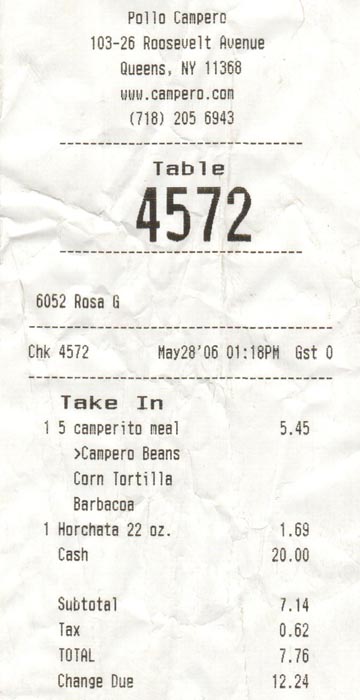 Pollo Campero
103-26 Roosevelt Avenue
Queens, NY 11368
www.campero.com
(718) 205 6943
Table
4572
6052 Rosa G
Chk 4572 May28'06 01:18PM Gst 0
Take In
1 5 camperito meal 5.45
>Campero Beans
Corn Tortilla
Barbacoa
1 Horchata 22 oz. 1.69
Cash 20.00
Subtotal 7.14
Tax 0.62
TOTAL 7.76
Change Due 12.24